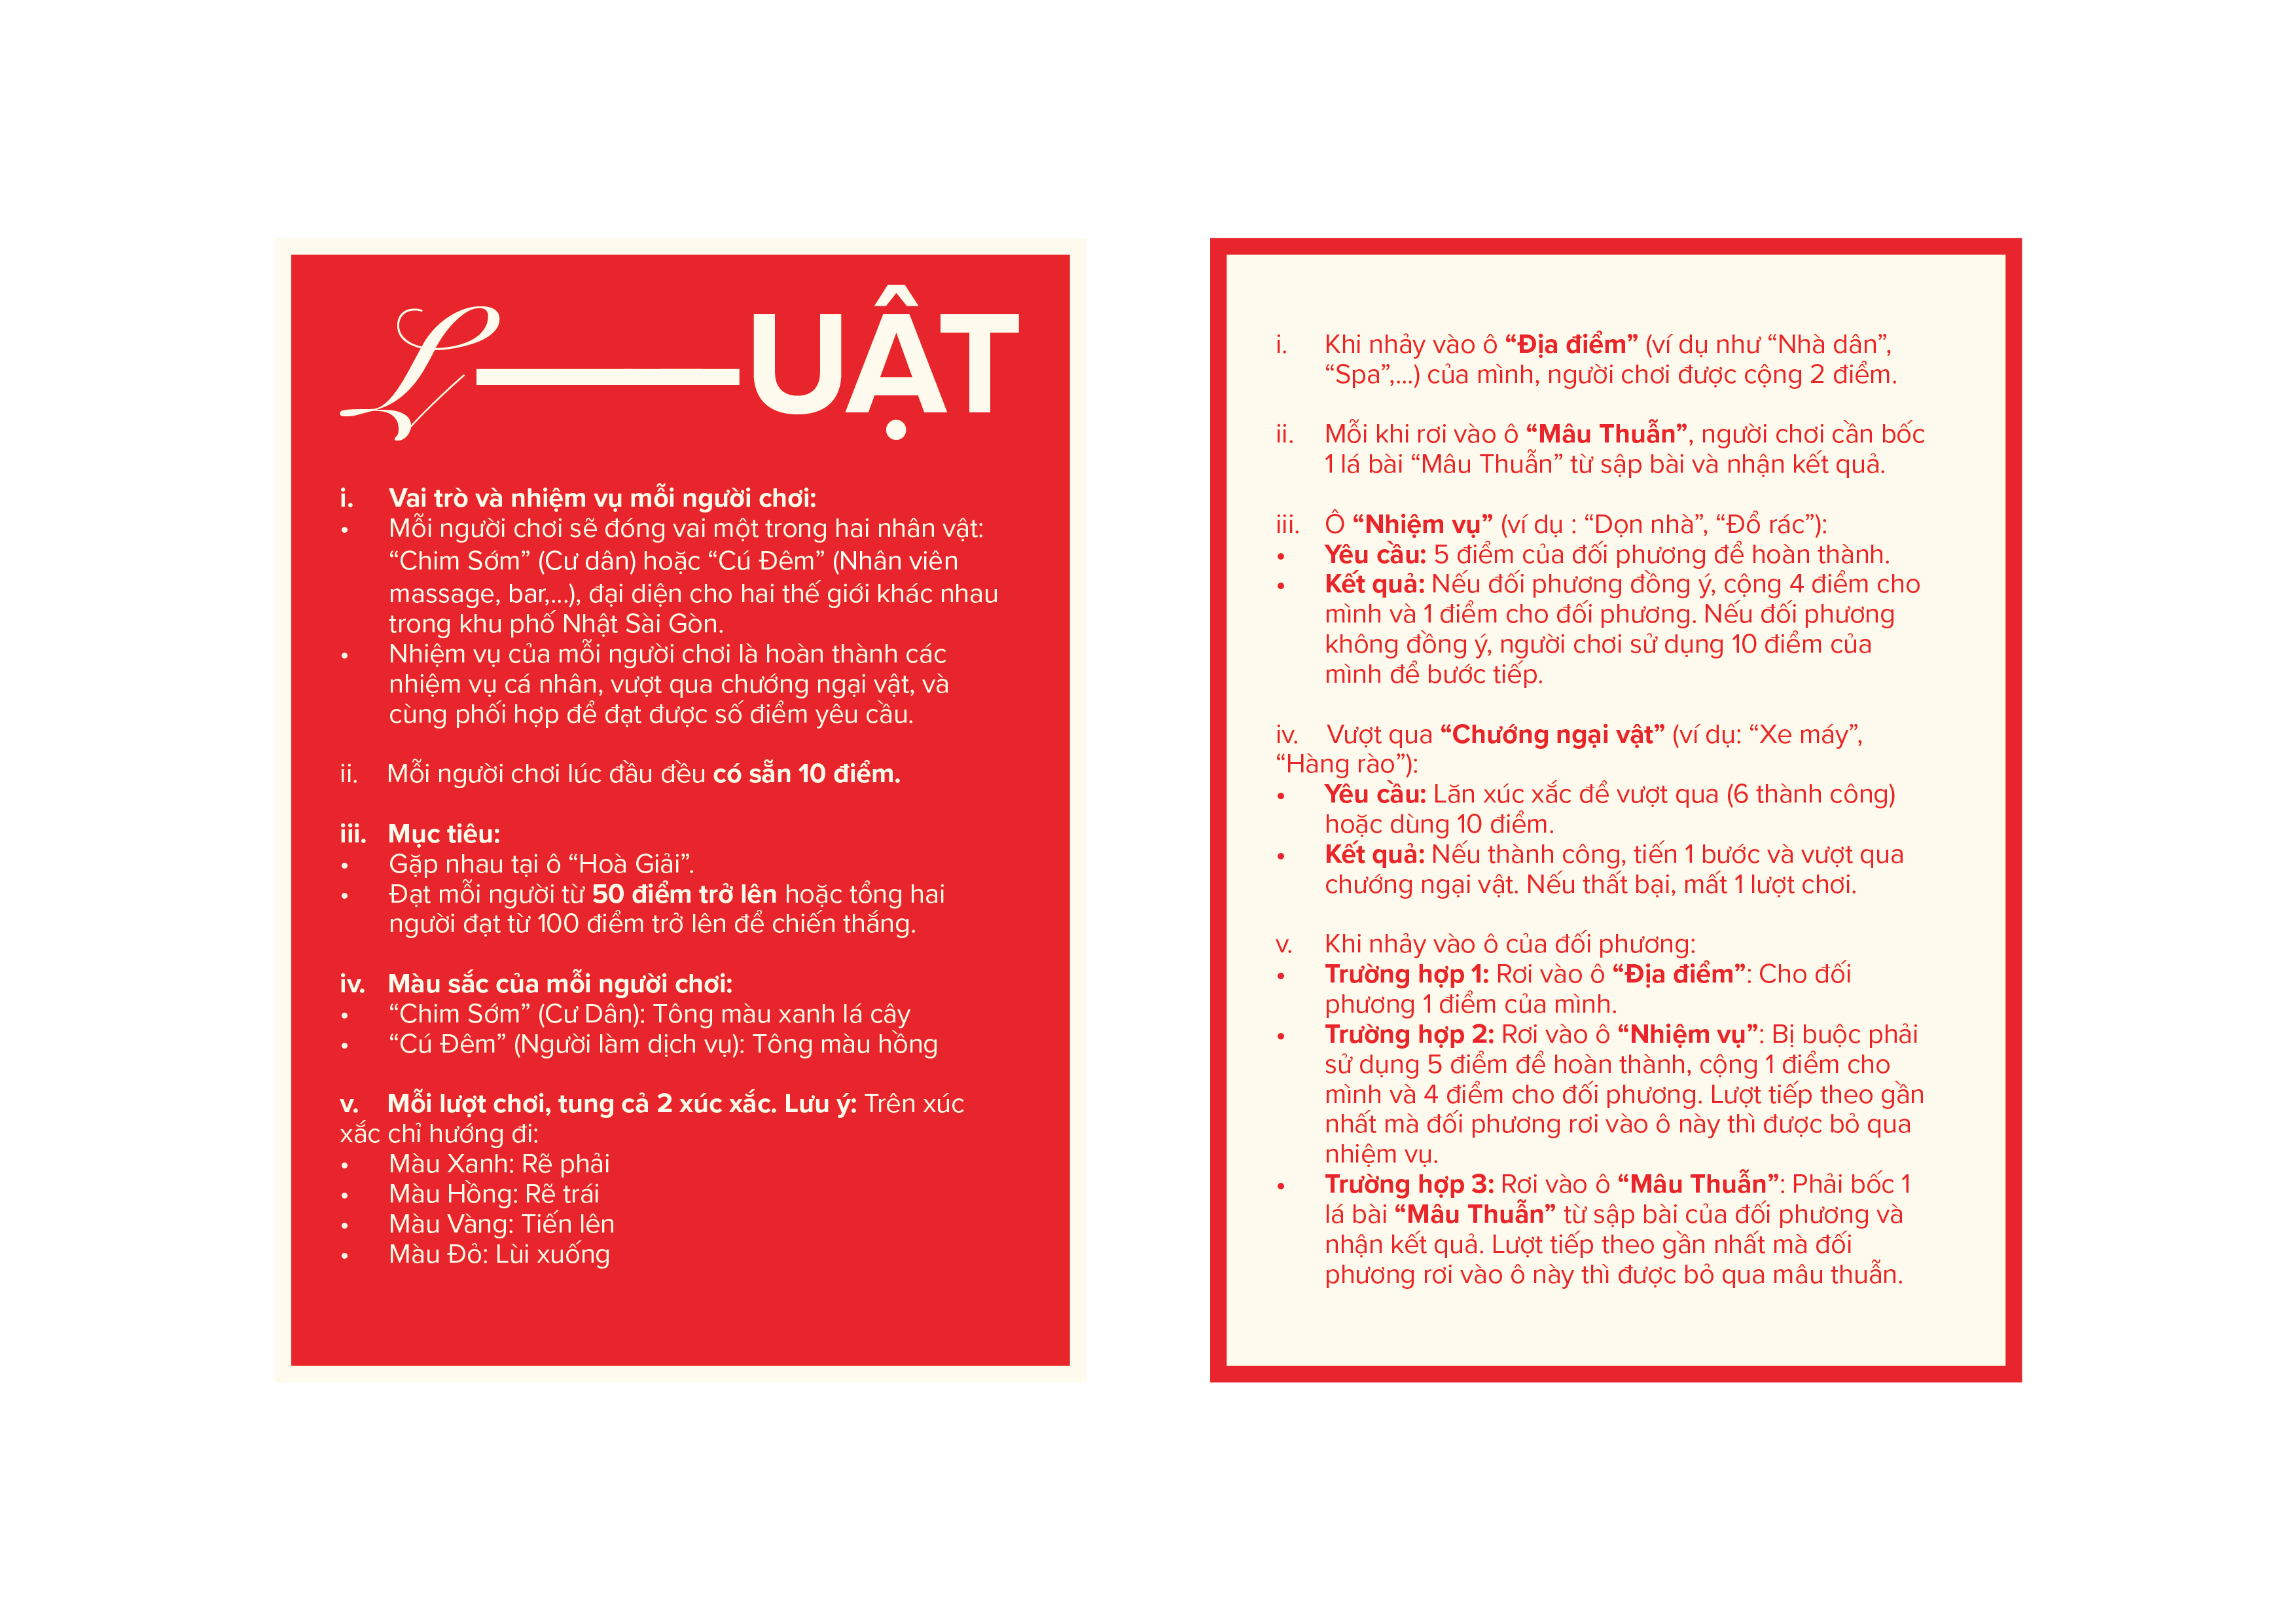 LUẬT
i. Vai trò và nhiệm vụ mỗi người chơi:
• Mỗi người chơi sẽ đóng vai một trong hai nhân vật:
“Chim Sớm” (Cư dân) hoặc “Cú Đêm” (Nhân viên
massage, bar,...), đại diện cho hai thế giới khác nhau
trong khu phố Nhật Sài Gòn.
• Nhiệm vụ của mỗi người chơi là hoàn thành các
nhiệm vụ cá nhân, vượt qua chướng ngại vật, và
cùng phối hợp để đạt được số điểm yêu cầu.
ii. Mỗi người chơi lúc đầu đều có sẵn 10 điểm.
iii. Mục tiêu:
• Gặp nhau tại ô “Hoà Giải”.
• Đạt mỗi người từ 50 điểm trở lên hoặc tổng hai
người đạt từ 100 điểm trở lên để chiến thắng.
iv. Màu sắc của mỗi người chơi:
• “Chim Sớm” (Cư Dân): Tông màu xanh lá cây
• “Cú Đêm” (Người làm dịch vụ): Tông màu hồng
v. Mỗi lượt chơi, tung cả 2 xúc xắc. Lưu ý: Trên xúc
xắc chỉ hướng đi:
• Màu Xanh: Rẽ phải
• Màu Hồng: Rẽ trái
• Màu Vàng: Tiến lên
• Màu Đỏ: Lùi xuống
i. Khi nhảy vào ô “Địa điểm” (ví dụ như “Nhà dân”,
“Spa”,...) của mình, người chơi được cộng 2 điểm.
ii. Mỗi khi rơi vào ô “Mâu Thuẫn”, người chơi cần bốc
1 lá bài “Mâu Thuẫn” từ sập bài và nhận kết quả.
iii. Ô “Nhiệm vụ” (ví dụ : “Dọn nhà”, “Đổ rác”):
• Yêu cầu: 5 điểm của đối phương để hoàn thành.
• Kết quả: Nếu đối phương đồng ý, cộng 4 điểm cho
mình và 1 điểm cho đối phương. Nếu đối phương
không đồng ý, người chơi sử dụng 10 điểm của
mình để bước tiếp.
iv. Vượt qua “Chướng ngại vật” (ví dụ: “Xe máy”,
“Hàng rào”):
• Yêu cầu: Lăn xúc xắc để vượt qua (6 thành công)
hoặc dùng 10 điểm.
• Kết quả: Nếu thành công, tiến 1 bước và vượt qua
chướng ngại vật. Nếu thất bại, mất 1 lượt chơi.
v. Khi nhảy vào ô của đối phương:
• Trường hợp 1: Rơi vào ô “Địa điểm”: Cho đối
phương 1 điểm của mình.
• Trường hợp 2: Rơi vào ô “Nhiệm vụ”: Bị buộc phải
sử dụng 5 điểm để hoàn thành, cộng 1 điểm cho
mình và 4 điểm cho đối phương. Lượt tiếp theo gần
nhất mà đối phương rơi vào ô này thì được bỏ qua
nhiệm vụ.
• Trường hợp 3: Rơi vào ô “Mâu Thuẫn”: Phải bốc 1
lá bài “Mâu Thuẫn” từ sập bài của đối phương và
nhận kết quả. Lượt tiếp theo gần nhất mà đối
phương rơi vào ô này thì được bỏ qua mâu thuẫn.